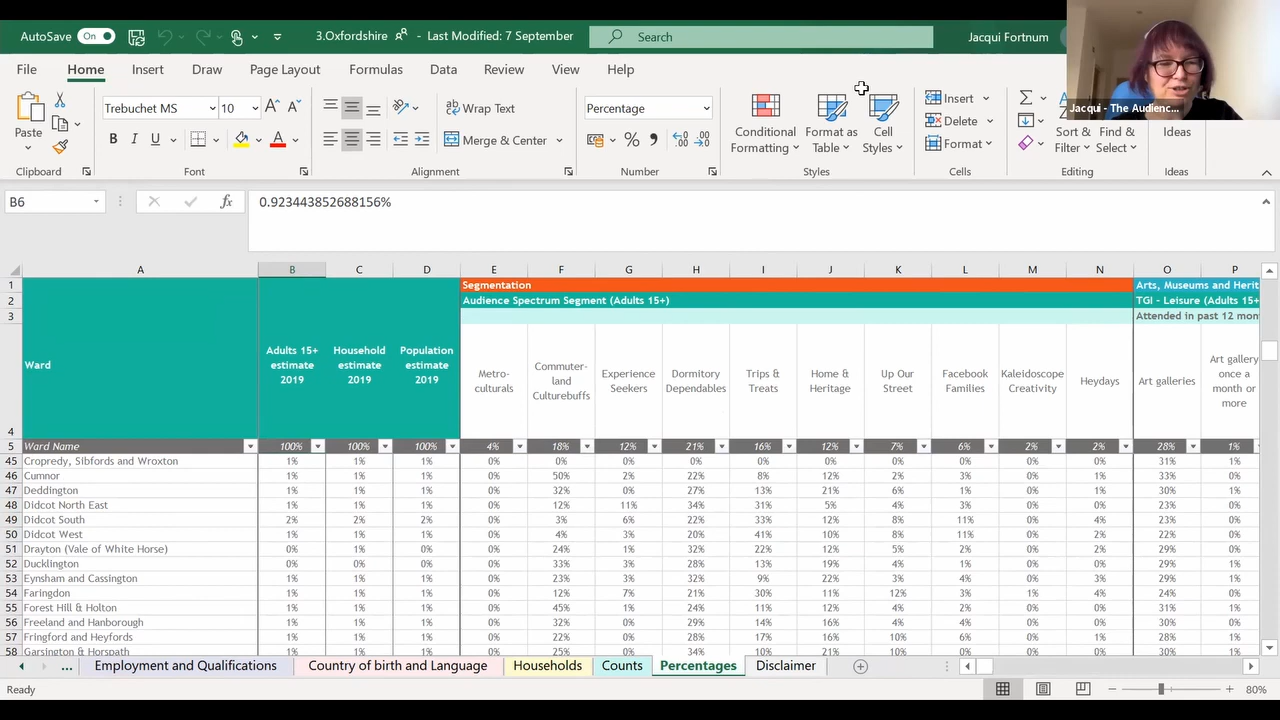 AutoSave On 3.Oxfordshire - Last Modified: 7 September Search Jacqui Fortnum
File Home Insert Draw Page Layout Formulas Data Review View Help
Jacqui - The Audienc...
Paste Trebuchet MS 10 A A Wrap Text Percentage Conditional Formatting Format as Table Cell Styles Insert Σ Sort & Filter Find & Select Ideas
B I U A Merge & Center % , Delete
Format
Clipboard Font Alignment Number Styles Cells Editing Ideas
B6 fx 0.923443852688156%
A B C D E F G H I J K L M N O P
1 Segmentation Arts, Museums and Herit
2 Audience Spectrum Segment (Adults 15+) TGI - Leisure (Adults 15+
3 Attended in past 12 mon
4 Ward Adults 15+ estimate 2019 Household estimate 2019 Population estimate 2019 Metro-culturals Commuter-land Culturebuffs Experience Seekers Dormitory Dependables Trips & Treats Home & Heritage Up Our Street Facebook Families Kaleidoscope Creativity Heydays Art galleries Art gallery once a month or more
5 Ward Name 100% 100% 100% 4% 18% 12% 21% 16% 12% 7% 6% 2% 2% 28% 1%
45 Cropredy, Sibfords and Wroxton 1% 1% 1% 0% 0% 0% 0% 0% 0% 0% 0% 0% 0% 31% 1%
46 Cumnor 1% 1% 1% 0% 50% 2% 22% 8% 12% 2% 3% 0% 1% 33% 0%
47 Deddington 1% 1% 1% 0% 32% 0% 27% 13% 21% 6% 1% 0% 0% 30% 1%
48 Didcot North East 1% 1% 1% 0% 12% 11% 34% 31% 5% 4% 3% 0% 0% 23% 0%
49 Didcot South 2% 2% 2% 0% 3% 6% 22% 33% 12% 8% 11% 0% 4% 23% 0%
50 Didcot West 1% 1% 1% 0% 4% 3% 20% 41% 10% 8% 11% 0% 2% 22% 0%
51 Drayton (Vale of White Horse) 0% 1% 0% 0% 24% 1% 32% 22% 12% 5% 2% 0% 2% 29% 1%
52 Ducklington 0% 0% 0% 0% 33% 3% 28% 13% 19% 4% 1% 0% 0% 29% 1%
53 Eynsham and Cassington 1% 1% 1% 0% 23% 3% 32% 9% 22% 3% 4% 0% 3% 29% 1%
54 Faringdon 1% 1% 1% 0% 12% 7% 21% 30% 11% 12% 3% 1% 4% 24% 0%
55 Forest Hill & Holton 1% 1% 1% 0% 45% 1% 24% 11% 12% 4% 2% 0% 0% 31% 1%
56 Freeland and Hanborough 1% 1% 1% 0% 32% 0% 29% 14% 16% 4% 4% 0% 0% 30% 1%
57 Fringford and Heyfords 1% 1% 1% 0% 22% 0% 28% 17% 16% 10% 6% 0% 1% 28% 1%
58 Garsington & Horspath 1% 1% 1% 0% 25% 0% 34% 10% 21% 6% 2% 0% 0% 30% 1%
... Employment and Qualifications Country of birth and Language Households Counts Percentages Disclaimer
Ready 80%